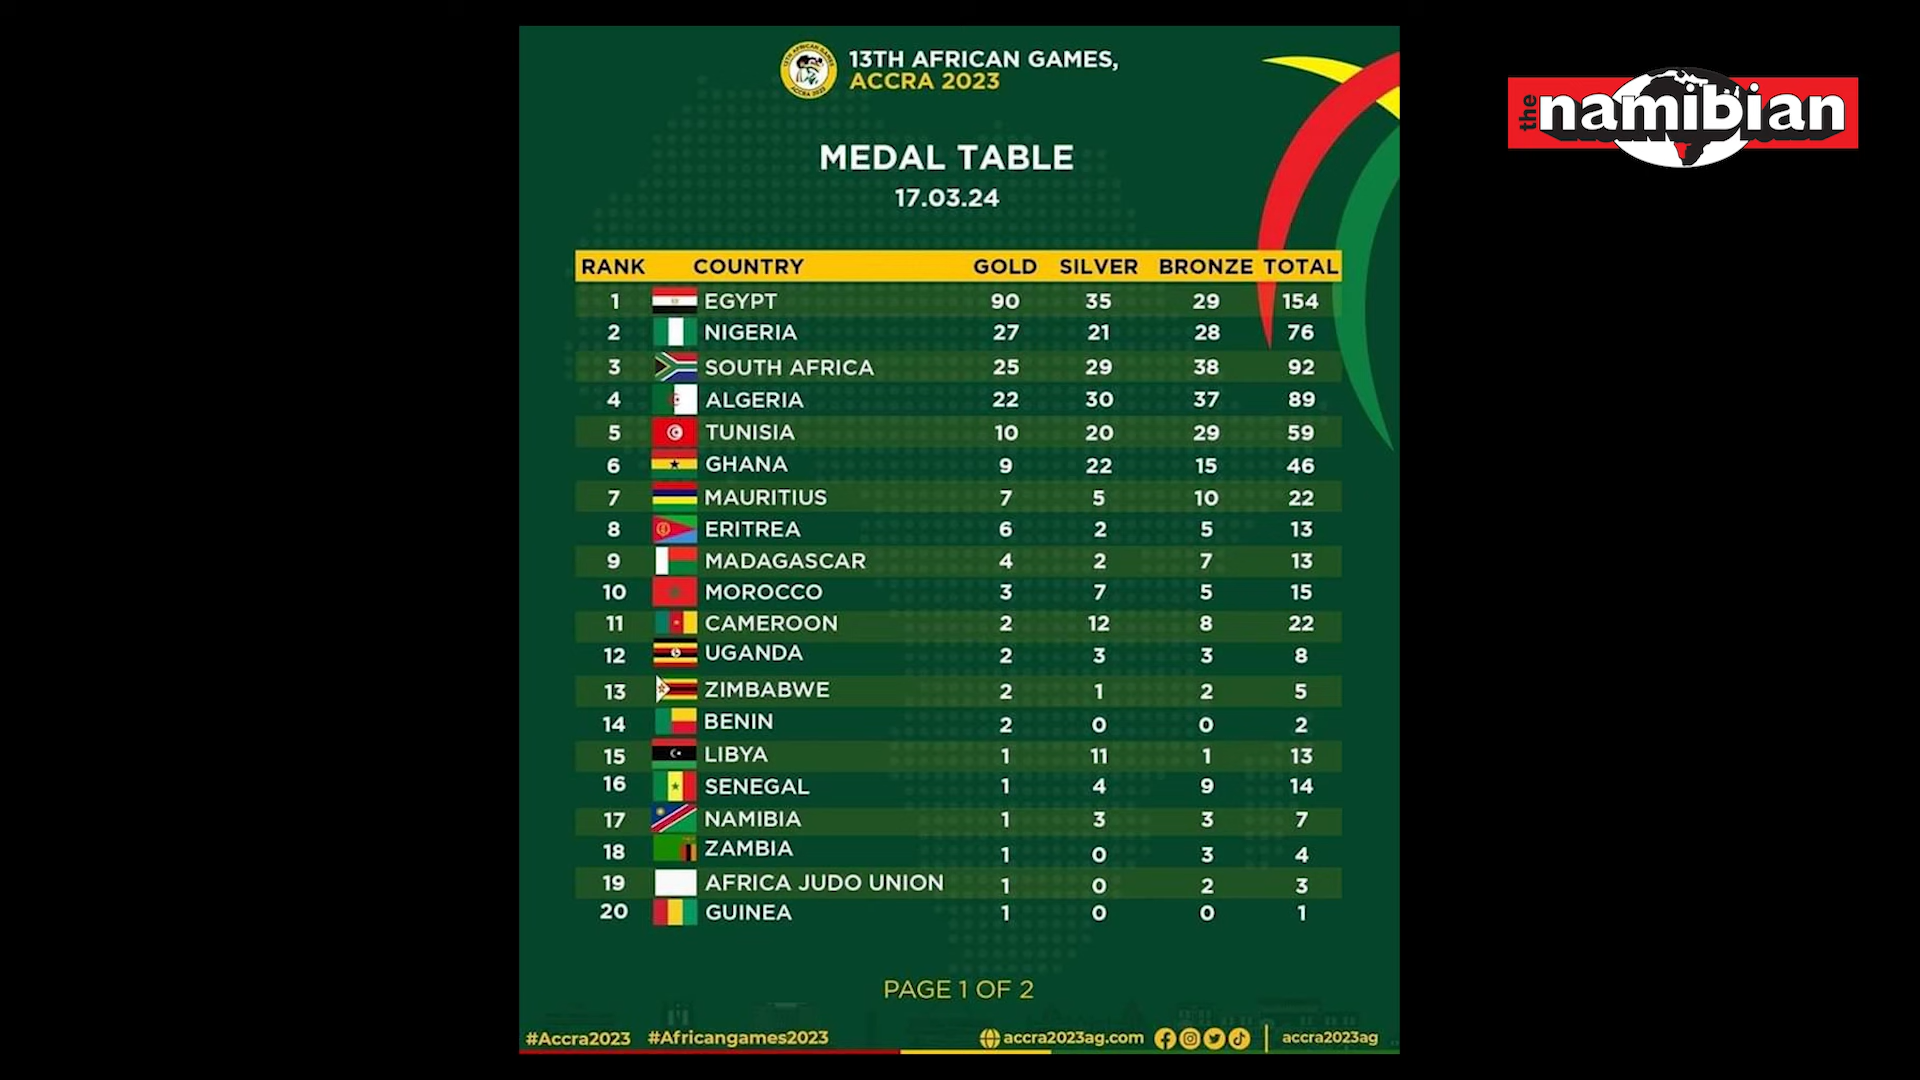 13TH AFRICAN GAMES,
ACCRA 2023
the namibian
MEDAL TABLE
17.03.24
RANK COUNTRY GOLD SILVER BRONZE TOTAL
1 EGYPT 90 35 29 154
2 NIGERIA 27 21 28 76
3 SOUTH AFRICA 25 29 38 92
4 ALGERIA 22 30 37 89
5 TUNISIA 10 20 29 59
6 GHANA 9 22 15 46
7 MAURITIUS 7 5 10 22
8 ERITREA 6 2 5 13
9 MADAGASCAR 4 2 7 13
10 MOROCCO 3 7 5 15
11 CAMEROON 2 12 8 22
12 UGANDA 2 3 3 8
13 ZIMBABWE 2 1 2 5
14 BENIN 2 0 0 2
15 LIBYA 1 11 1 13
16 SENEGAL 1 4 9 14
17 NAMIBIA 1 3 3 7
18 ZAMBIA 1 0 3 4
19 AFRICA JUDO UNION 1 0 2 3
20 GUINEA 1 0 0 1
PAGE 1 OF 2
#Accra2023 #Africangames2023 accra2023ag.com accra2023ag